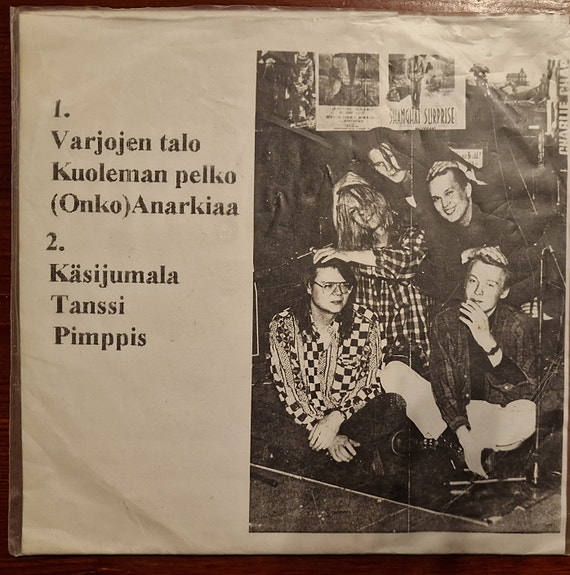 1.
Varjojen talo
Kuoleman pelko
(Onko)Anarkiaa
2.
Käsijumala
Tanssi
Pimppis
SHANGHAI SURPRISE